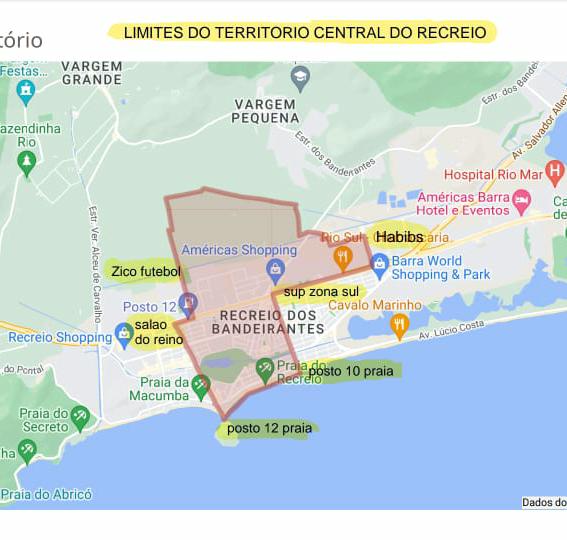 LIMITES DO TERRITORIO CENTRAL DO RECREIO
tório
VARGEM
GRANDE
Festas...
VARGEM
PEQUENA
Estr. dos Bandeirantes
Av. Salvador Allen
azendinha
Rio
Estr. dos Bandeirantes
Hospital Rio Mar
Américas Barra
Hotel e Eventos
Ca
de
Estr. Ver. Alceu de Carvalho
Rio Sul -
Habibs
Américas Shopping
Zico futebol
Barra World
Shopping & Park
sup zona sul
Posto 12
Cavalo Marinho
RECREIO DOS
BANDEIRANTES
salao
do reino
Recreio Shopping
Av. Lúcio Costa
do Pontal
Praia do
Recreio
posto 10 praia
Praia da
Macumba
Praia do
Secreto
posto 12 praia
ha
Praia do Abricó
Dados do